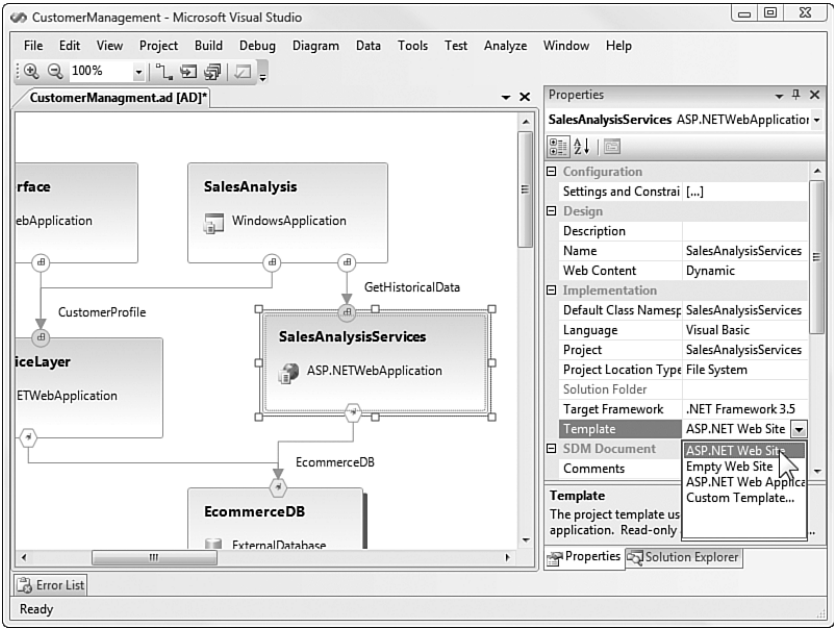 CustomerManagement - Microsoft Visual Studio
File Edit View Project Build Debug Diagram Data Tools Test Analyze Window Help
100%
CustomerManagment.ad [AD]*
rface
ebApplication
SalesAnalysis
WindowsApplication
GetHistoricalData
CustomerProfile
iceLayer
ETWebApplication
SalesAnalysisServices
ASP.NETWebApplication
EcommerceDB
EcommerceDB
ExternalDatabase
Properties
SalesAnalysisServices ASP.NETWebApplication
Configuration
Settings and Constrai [...]
Design
Description
Name SalesAnalysisServices
Web Content Dynamic
Implementation
Default Class Namesp SalesAnalysisServices
Language Visual Basic
Project SalesAnalysisServices
Project Location Type File System
Solution Folder
Target Framework .NET Framework 3.5
Template ASP.NET Web Site
SDM Document
Comments
ASP.NET Web Site
Empty Web Site
ASP.NET Web Applica
Custom Template...
Template
The project template us
application. Read-only
Properties Solution Explorer
Error List
Ready